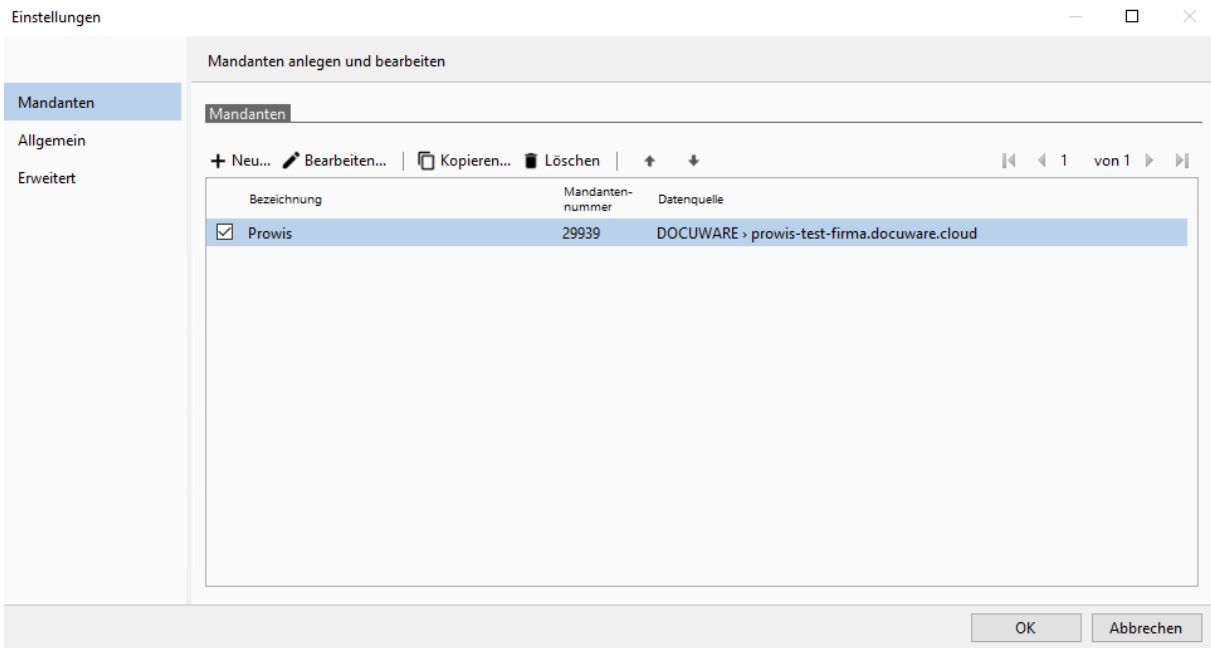 Einstellungen
Mandanten anlegen und bearbeiten
Mandanten
Allgemein
Erweitert
Mandanten
Neu... Bearbeiten... Kopieren... Löschen 1 von 1
Bezeichnung Mandanten-
nummer Datenquelle
Prowis 29939 DOCUWARE › prowis-test-firma.docuware.cloud
OK Abbrechen